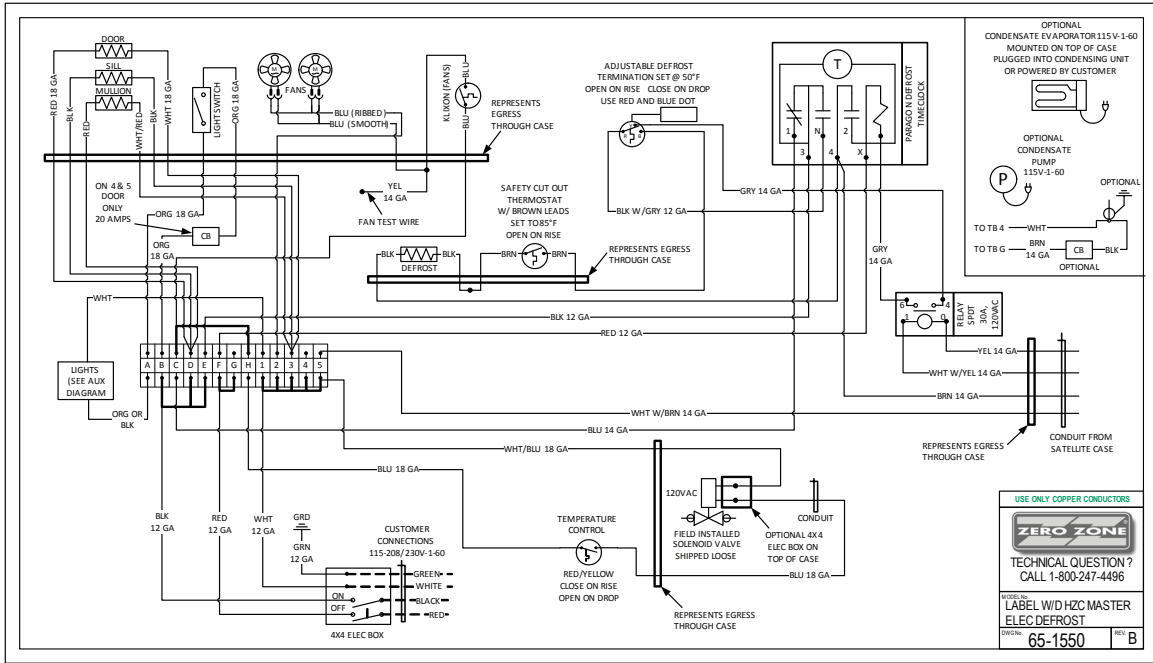 DOOR
SILL
MULLION
RED 18 GA
BLK
RED
WHT/RED
BLK
WHT 18 GA
LIGHT SWITCH
ORG 18 GA
M
M
FANS
BLU (RIBBED)
BLU (SMOOTH)
KLIXON (FANS)
BLU
BLU
REPRESENTS
EGRESS
THROUGH CASE
YEL
14 GA
FAN TEST WIRE
ON 4 & 5
DOOR
ONLY
20 AMPS
ORG 18 GA
CB
ORG
18 GA
ADJUSTABLE DEFROST
TERMINATION SET @ 50°F
OPEN ON RISE CLOSE ON DROP
USE RED AND BLUE DOT
R
B
T
1
N
2
3
4
X
PARAGON DEFROST
TIMECLOCK
GRY 14 GA
BLK W/GRY 12 GA
SAFETY CUT OUT
THERMOSTAT
W/ BROWN LEADS
SET TO 85°F
OPEN ON RISE
BLK
BLK
DEFROST
BRN
BRN
REPRESENTS EGRESS
THROUGH CASE
GRY
14 GA
6
4
1
0
RELAY
SPDT
30A,
120VAC
OPTIONAL
CONDENSATE EVAPORATOR 115V-1-60
MOUNTED ON TOP OF CASE
PLUGGED INTO CONDENSING UNIT
OR POWERED BY CUSTOMER
OPTIONAL
CONDENSATE
PUMP
115V-1-60
P
OPTIONAL
TO TB 4
WHT
TO TB G
BRN
14 GA
CB
BLK
OPTIONAL
WHT
BLK 12 GA
RED 12 GA
LIGHTS
(SEE AUX
DIAGRAM
A B C D E F G H 1 2 3 4 5
ORG OR
BLK
YEL 14 GA
WHT W/YEL 14 GA
BRN 14 GA
WHT W/BRN 14 GA
BLU 14 GA
REPRESENTS EGRESS
THROUGH CASE
CONDUIT FROM
SATELLITE CASE
WHT/BLU 18 GA
BLU 18 GA
120VAC
FIELD INSTALLED
SOLENOID VALVE
SHIPPED LOOSE
CONDUIT
OPTIONAL 4X4
ELEC BOX ON
TOP OF CASE
BLU 18 GA
TEMPERATURE
CONTROL
RED/YELLOW
CLOSE ON RISE
OPEN ON DROP
REPRESENTS EGRESS
THROUGH CASE
BLK
12 GA
RED
12 GA
WHT
12 GA
GRD
GRN
12 GA
CUSTOMER
CONNECTIONS
115-208/230V-1-60
GREEN
WHITE
BLACK
RED
ON
OFF
4X4 ELEC BOX
USE ONLY COPPER CONDUCTORS
ZERO ZONE
TECHNICAL QUESTION ?
CALL 1-800-247-4496
MODEL No.
LABEL W/D HZC MASTER
ELEC DEFROST
DWG No.
65-1550
REV.
B